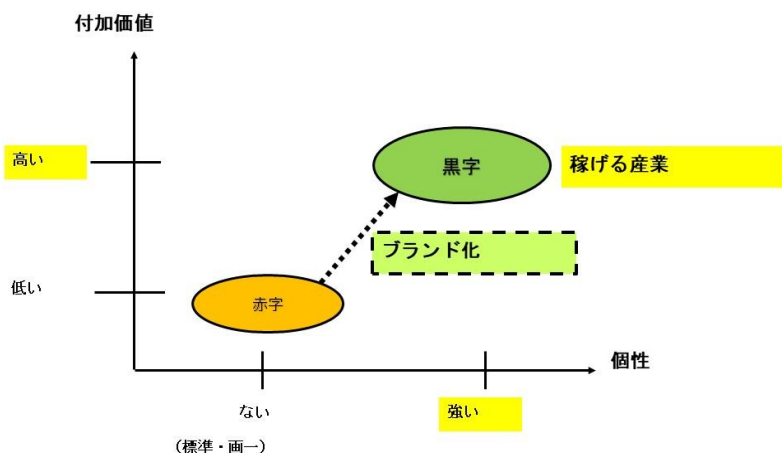 付加価値
高い
黒字
稼げる産業
ブランド化
低い
赤字
個性
ない
強い
（標準・画一）